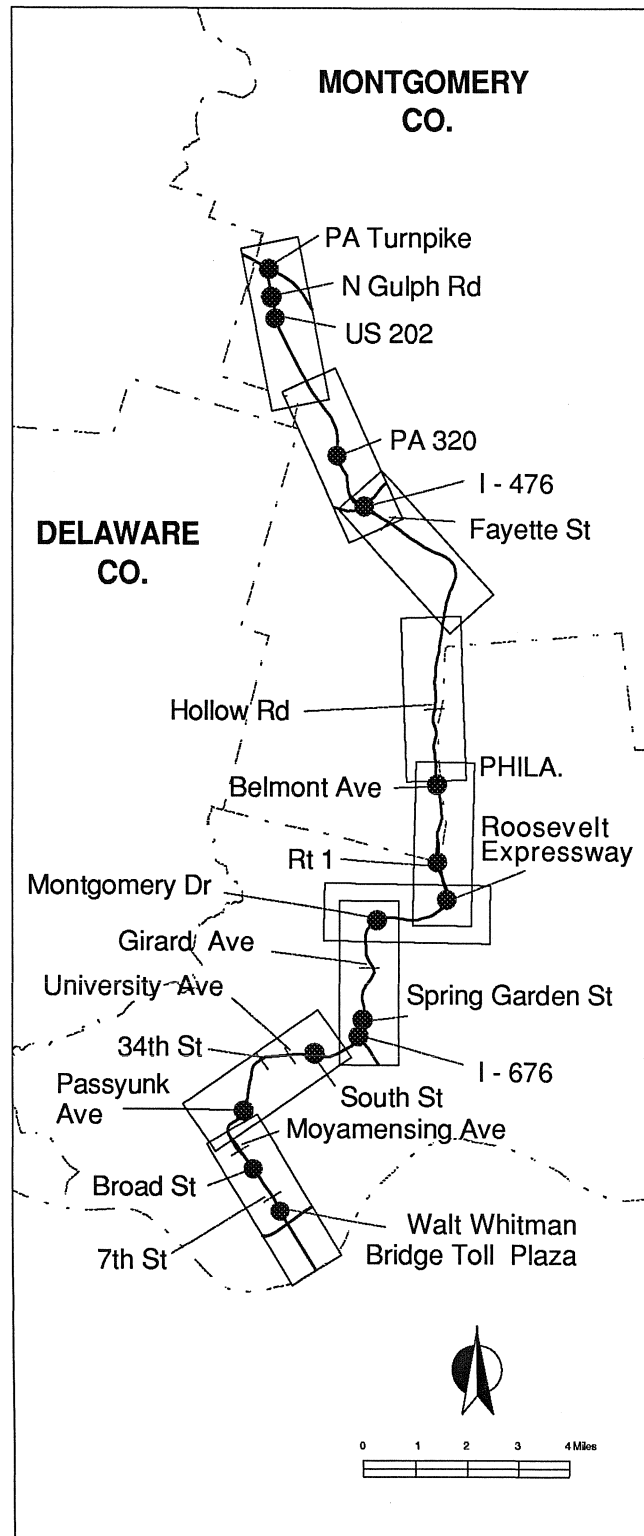 MONTGOMERY
CO.
PA Turnpike
N Gulph Rd
US 202
PA 320
I - 476
Fayette St
DELAWARE
CO.
Hollow Rd
PHILA.
Belmont Ave
Roosevelt
Expressway
Rt 1
Montgomery Dr
Girard Ave
University Ave
Spring Garden St
34th St
I - 676
Passyunk
Ave
South St
Moyamensing Ave
Broad St
7th St
Walt Whitman
Bridge Toll Plaza
0 1 2 3 4 Miles